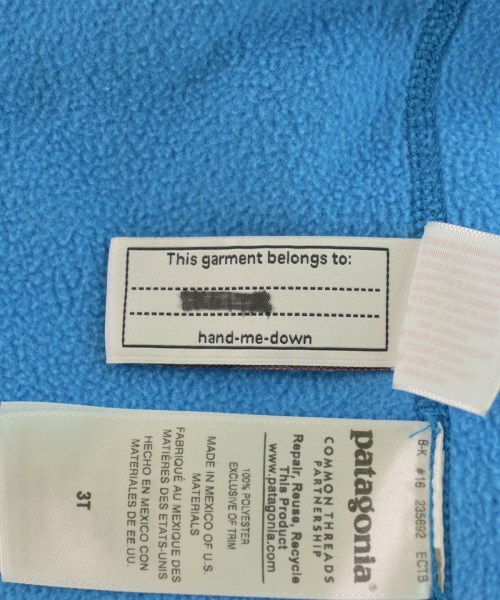 This garment belongs to:
hand-me-down
patagonia®
COMMON THREADS
PARTNERSHIP
Repair, Reuse, Recycle
This Product
www.patagonia.com
100% POLYESTER
EXCLUSIVE OF TRIM
MADE IN MEXICO OF U.S.
MATERIALS
FABRIQUÉ AU MEXIQUE DES
MATIÈRES DES ETATS-UNIS
HECHO EN MEXICO CON
MATERIALES DE EE.UU.
3T
B-K #16 235692 ECTB